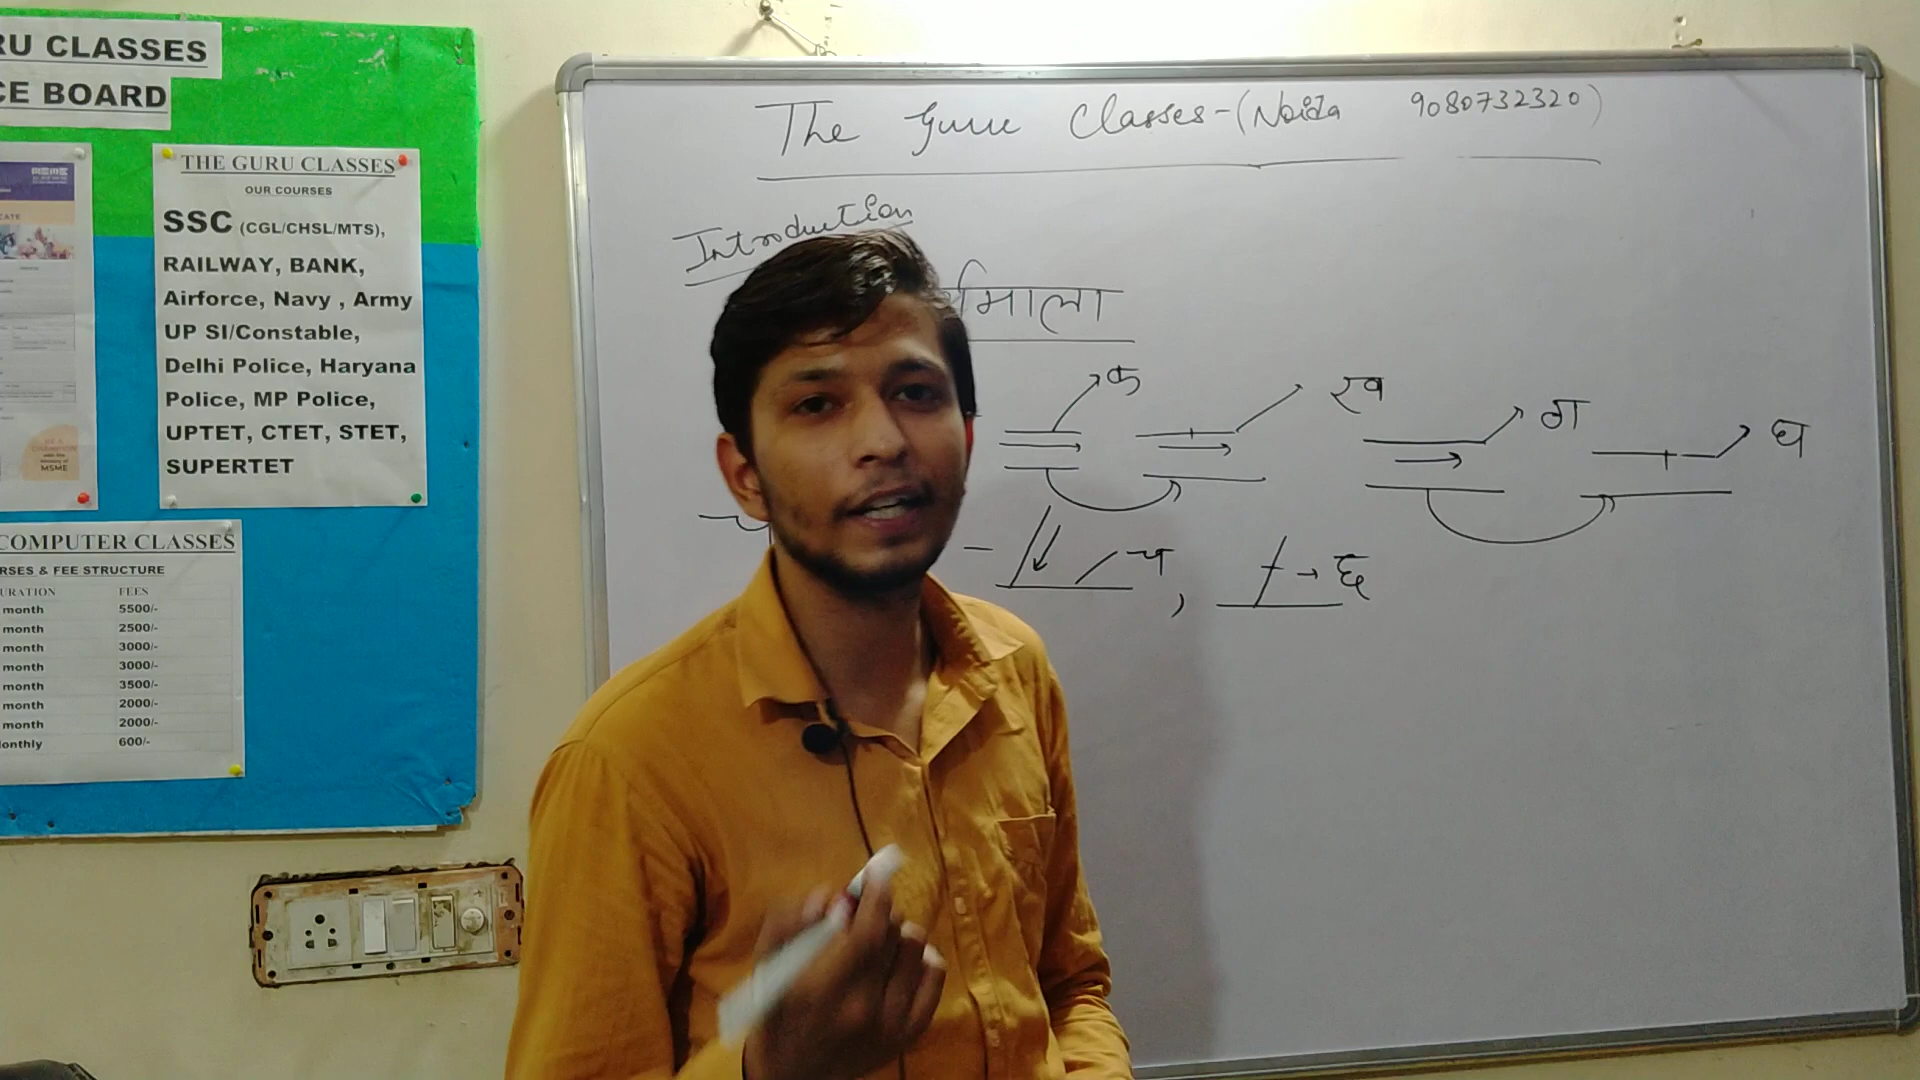 RU CLASSES
CE BOARD
THE GURU CLASSES
OUR COURSES
SSC (CGL/CHSL/MTS),
RAILWAY, BANK,
Airforce, Navy , Army
UP SI/Constable,
Delhi Police, Haryana
Police, MP Police,
UPTET, CTET, STET,
SUPERTET
MSME
COMPUTER CLASSES
RSES & FEE STRUCTURE
URATION FEES
month 5500/-
month 2500/-
month 3000/-
month 3000/-
month 3500/-
month 2000/-
month 2000/-
onthly 600/-
The Guru Classes - (Noida 9080732320)
Introduction
माला
क ख ग घ
च , छ